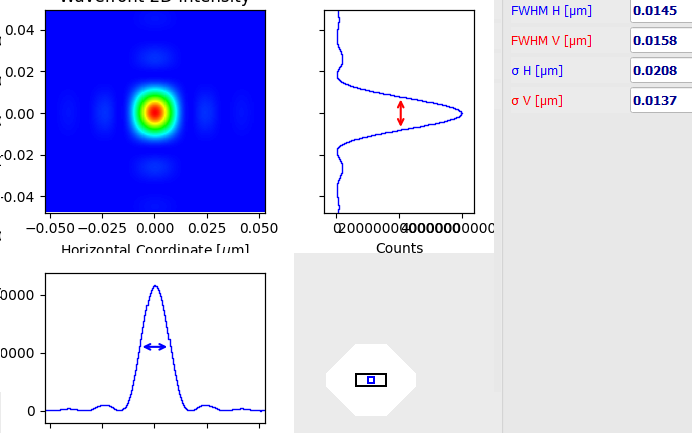 Wavefront 2D Intensity
0.04
0.02
0.00
-0.02
-0.04
−0.050 −0.025 0.000 0.025 0.050
Horizontal Coordinate [μm]
Counts
0
FWHM H [μm] 0.0145
FWHM V [μm] 0.0158
σ H [μm] 0.0208
σ V [μm] 0.0137